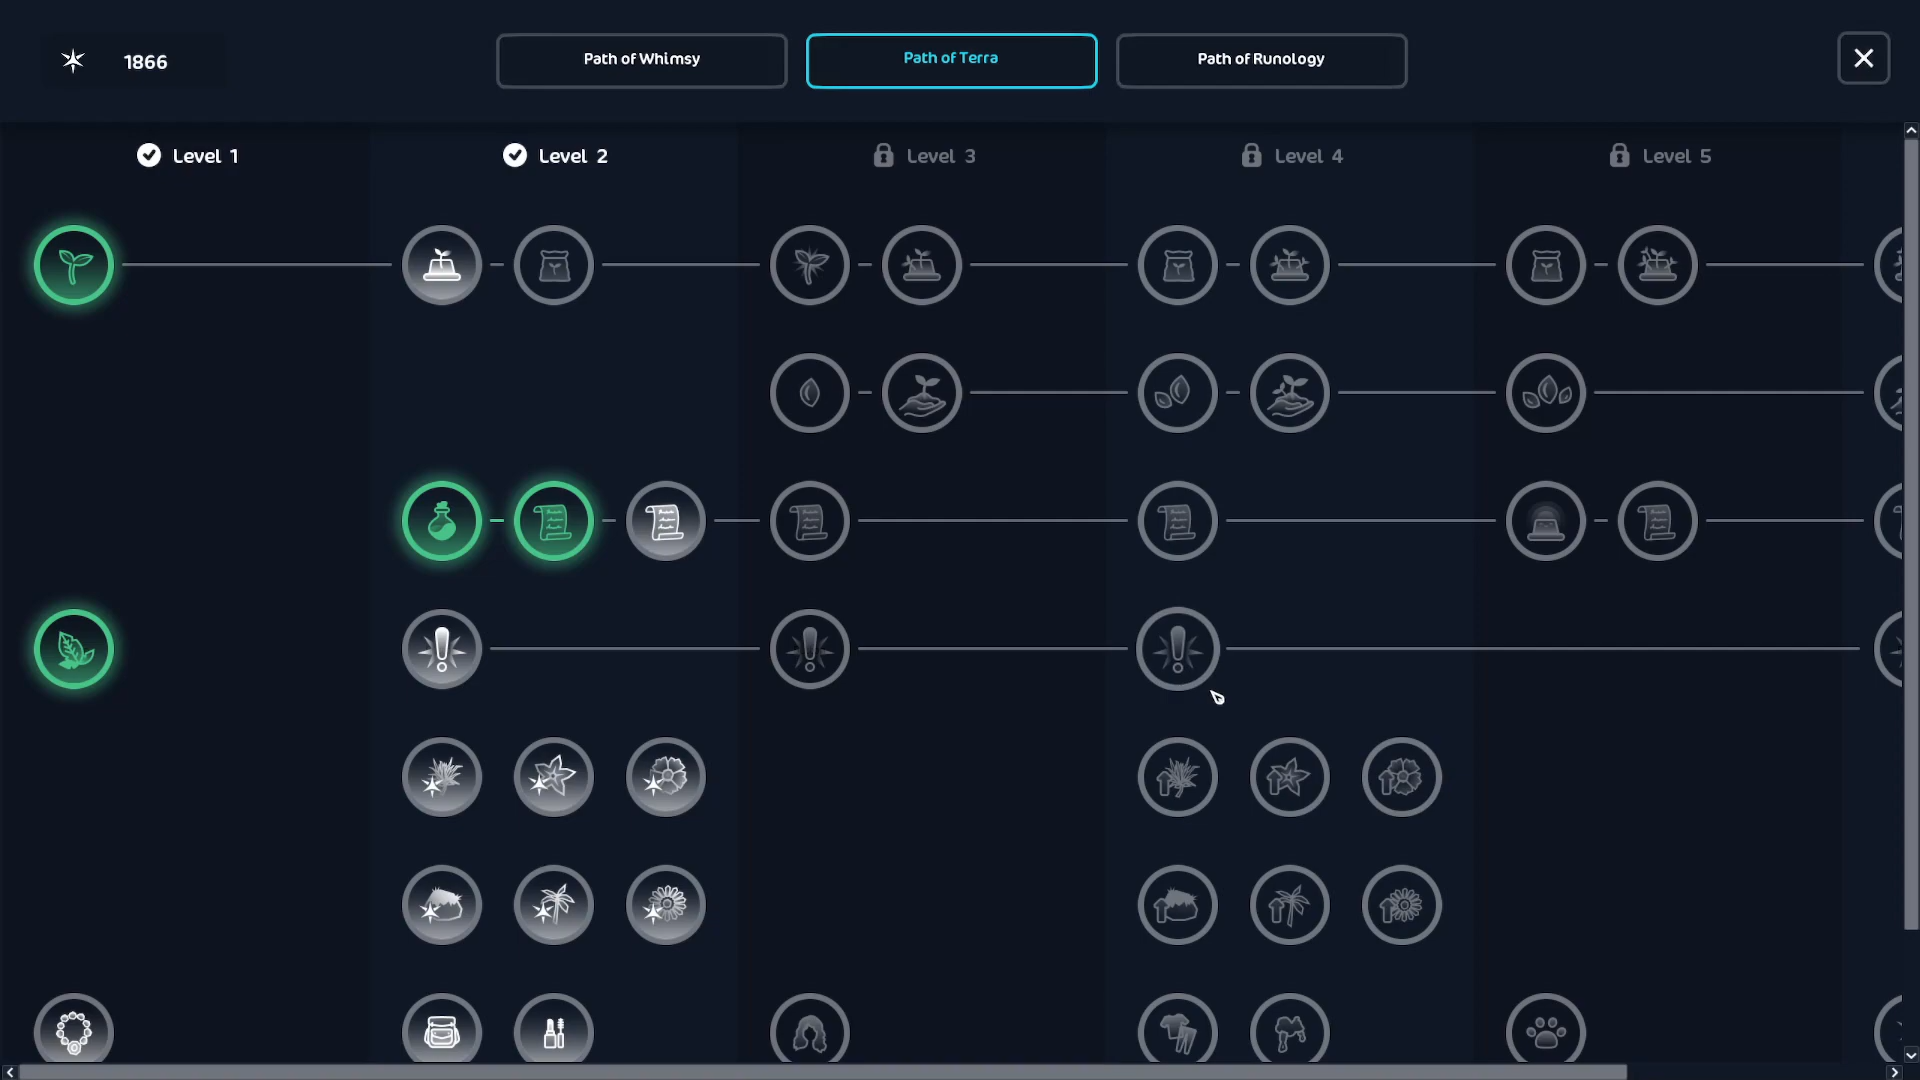 1866
Path of Whimsy
Path of Terra
Path of Runology
Level 1
Level 2
Level 3
Level 4
Level 5